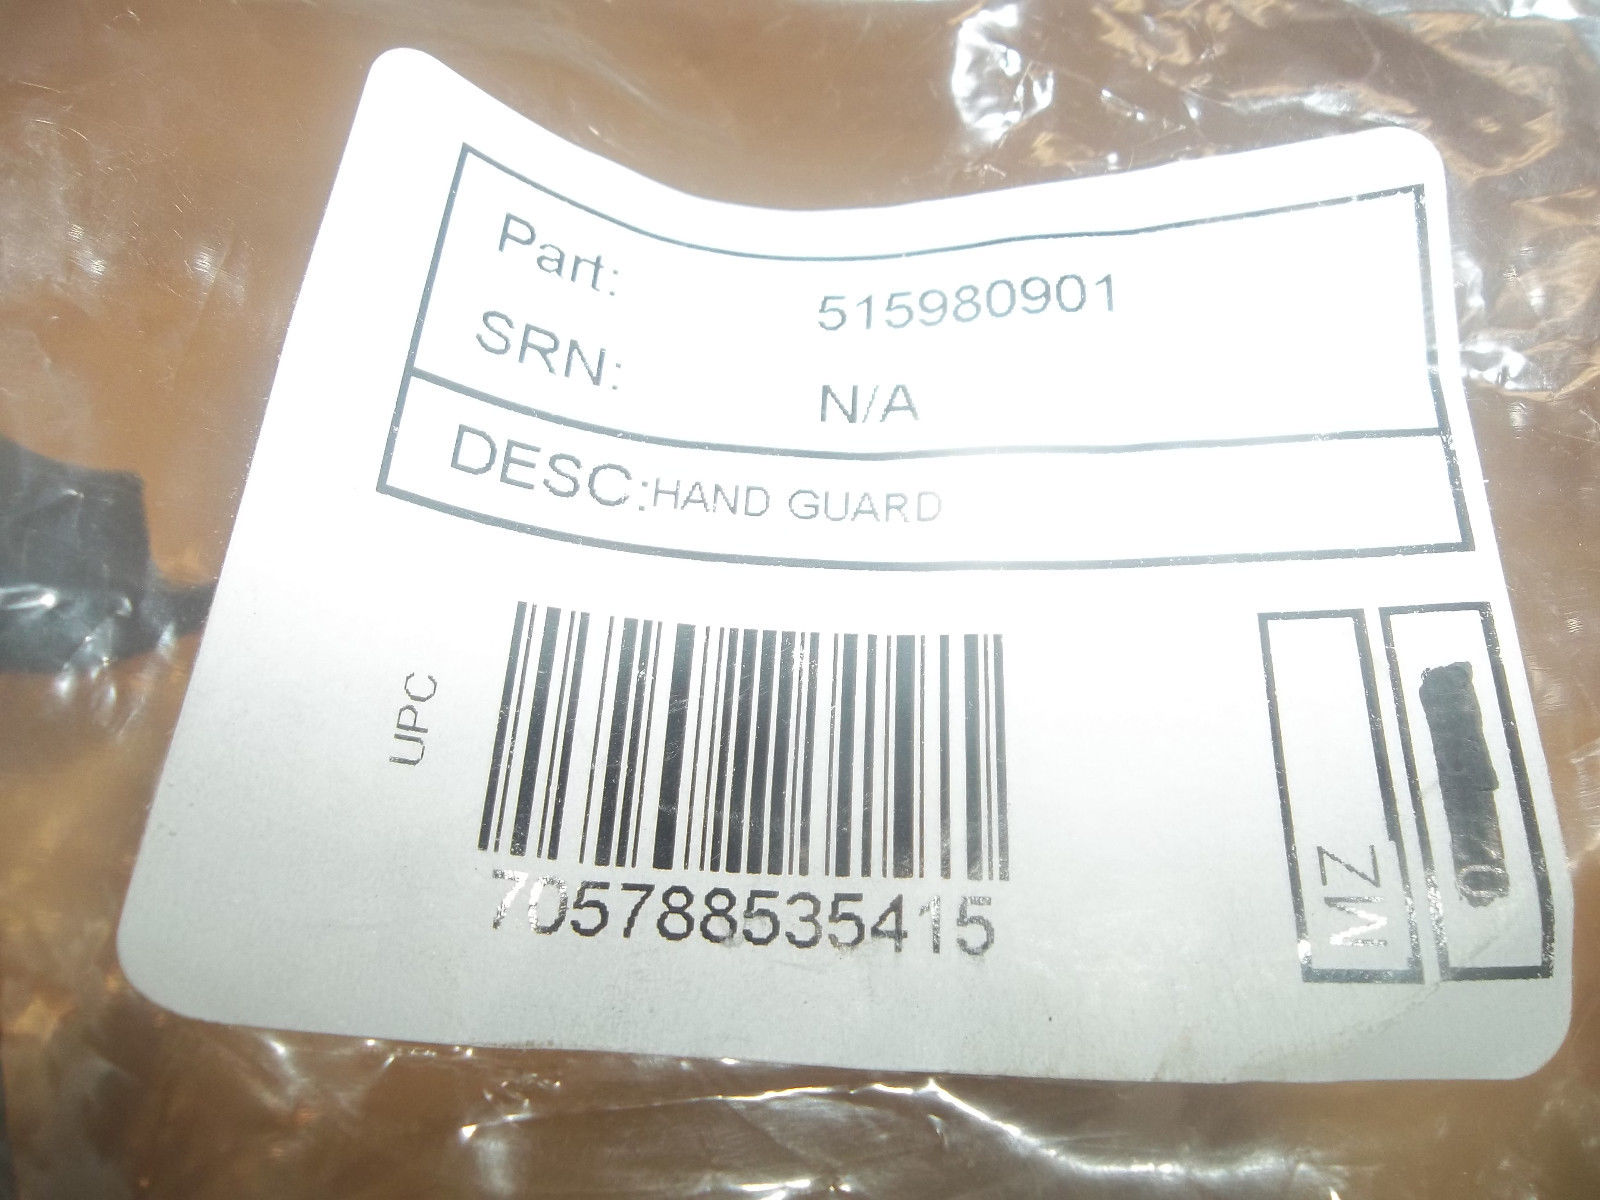 Part: 515980901
SRN: N/A
DESC: HAND GUARD
UPC
705788535415
MZ